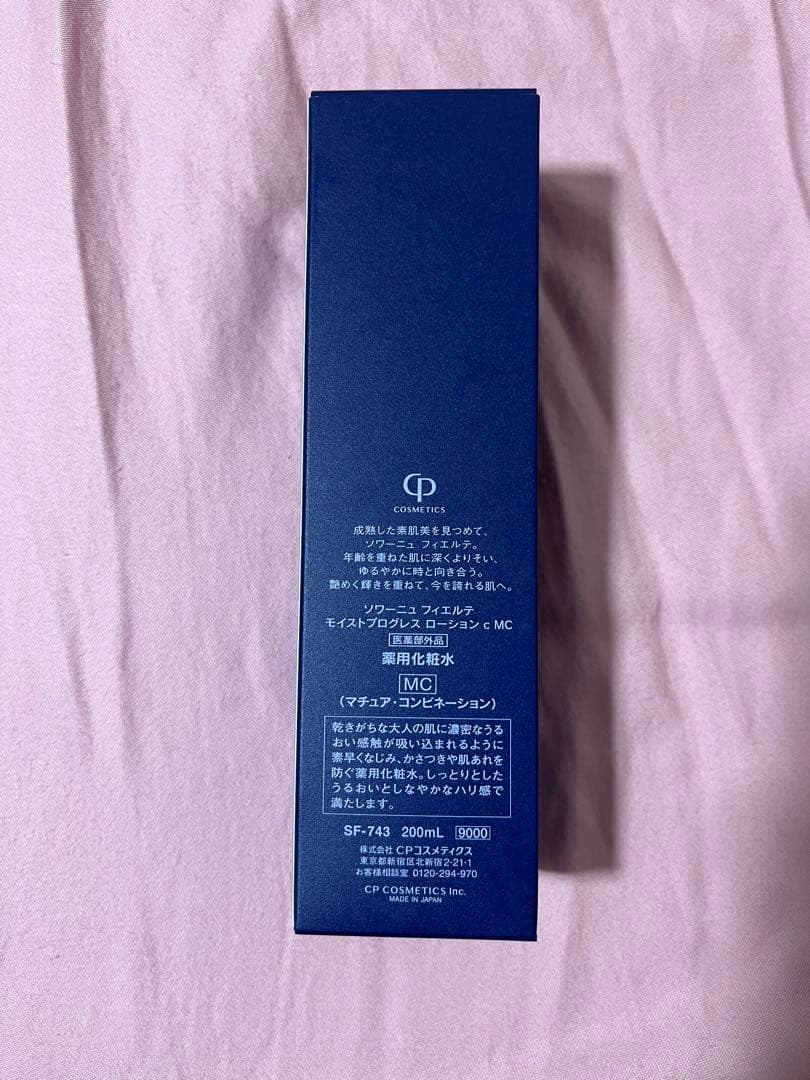 CP
COSMETICS
成熟した素肌美を見つめて、
ソワーニュ フィエルテ。
年齢を重ねた肌に深くよりそい、
ゆるやかに時と向き合う。
艶めく輝きを重ねて、今を誇れる肌へ。
ソワーニュ フィエルテ
モイストプログレス ローション c MC
医薬部外品
薬用化粧水
MC
（マチュア・コンビネーション）
乾きがちな大人の肌に濃密なうる
おい感触が吸い込まれるように
素早くなじみ、かさつきや肌あれを
防ぐ薬用化粧水。しっとりとした
うるおいとしなやかなハリ感で
満たします。
SF-743 200mL 9000
株式会社 CPコスメティクス
東京都新宿区北新宿2-21-1
お客様相談室 0120-294-970
CP COSMETICS Inc.
MADE IN JAPAN